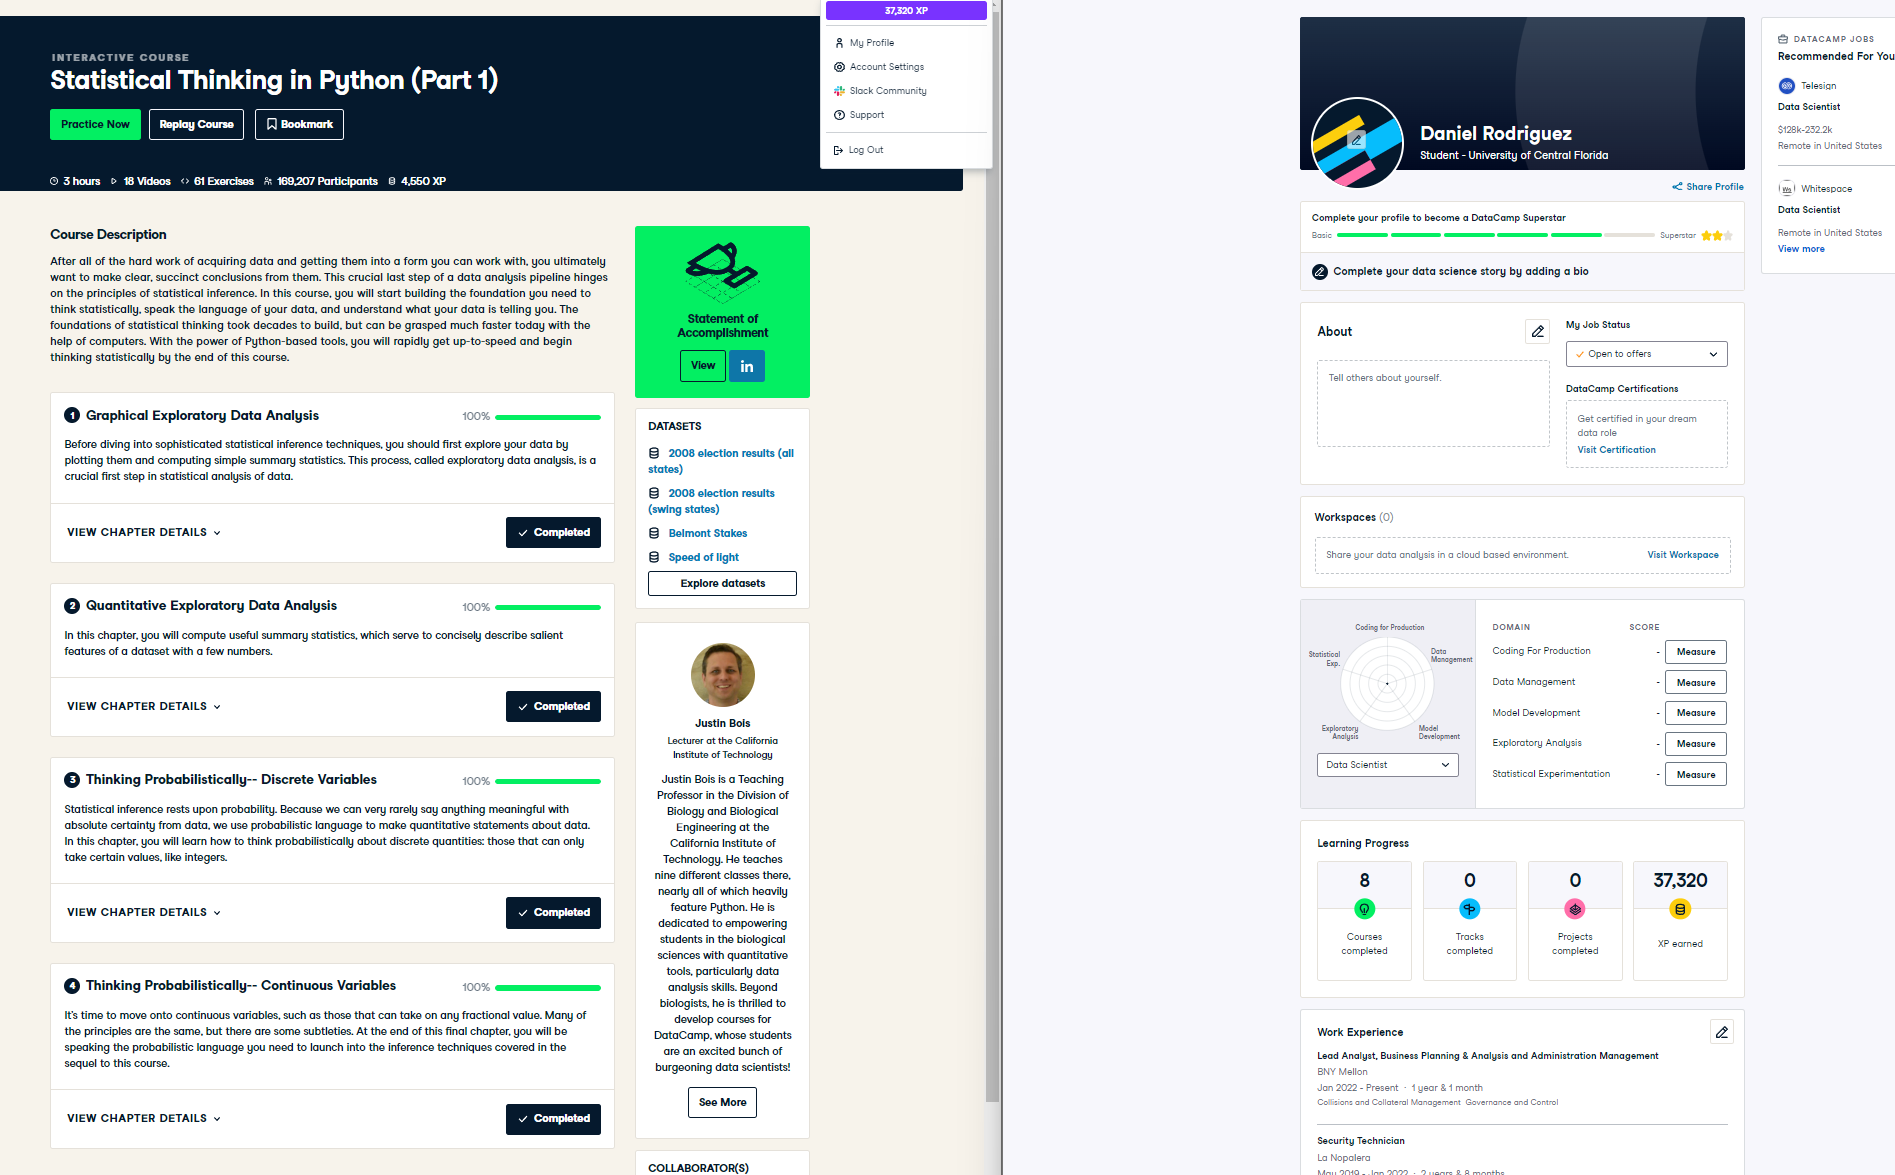 37,320 XP
My Profile
Account Settings
Slack Community
Support
Log Out
INTERACTIVE COURSE
Statistical Thinking in Python (Part 1)
Practice Now
Replay Course
Bookmark
3 hours 18 Videos 61 Exercises 169,207 Participants 4,550 XP
Course Description
After all of the hard work of acquiring data and getting them into a form you can work with, you ultimately
want to make clear, succinct conclusions from them. This crucial last step of a data analysis pipeline hinges
on the principles of statistical inference. In this course, you will start building the foundation you need to
think statistically, speak the language of your data, and understand what your data is telling you. The
foundations of statistical thinking took decades to build, but can be grasped much faster today with the
help of computers. With the power of Python-based tools, you will rapidly get up-to-speed and begin
thinking statistically by the end of this course.
1 Graphical Exploratory Data Analysis 100%
Before diving into sophisticated statistical inference techniques, you should first explore your data by
plotting them and computing simple summary statistics. This process, called exploratory data analysis, is a
crucial first step in statistical analysis of data.
VIEW CHAPTER DETAILS
Completed
2 Quantitative Exploratory Data Analysis 100%
In this chapter, you will compute useful summary statistics, which serve to concisely describe salient
features of a dataset with a few numbers.
VIEW CHAPTER DETAILS
Completed
3 Thinking Probabilistically-- Discrete Variables 100%
Statistical inference rests upon probability. Because we can very rarely say anything meaningful with
absolute certainty from data, we use probabilistic language to make quantitative statements about data.
In this chapter, you will learn how to think probabilistically about discrete quantities: those that can only
take certain values, like integers.
VIEW CHAPTER DETAILS
Completed
4 Thinking Probabilistically-- Continuous Variables 100%
It's time to move onto continuous variables, such as those that can take on any fractional value. Many of
the principles are the same, but there are some subtleties. At the end of this final chapter, you will be
speaking the probabilistic language you need to launch into the inference techniques covered in the
sequel to this course.
VIEW CHAPTER DETAILS
Completed
Statement of
Accomplishment
View
in
DATASETS
2008 election results (all
states)
2008 election results
(swing states)
Belmont Stakes
Speed of light
Explore datasets
Justin Bois
Lecturer at the California
Institute of Technology
Justin Bois is a Teaching
Professor in the Division of
Biology and Biological
Engineering at the
California Institute of
Technology. He teaches
nine different classes there,
nearly all of which heavily
feature Python. He is
dedicated to empowering
students in the biological
sciences with quantitative
tools, particularly data
analysis skills. Beyond
biologists, he is thrilled to
develop courses for
DataCamp, whose students
are an excited bunch of
burgeoning data scientists!
See More
COLLABORATOR(S)
Daniel Rodriguez
Student - University of Central Florida
Share Profile
Complete your profile to become a DataCamp Superstar
Basic
Superstar
Complete your data science story by adding a bio
About
Tell others about yourself.
My Job Status
Open to offers
DataCamp Certifications
Get certified in your dream
data role
Visit Certification
Workspaces (0)
Share your data analysis in a cloud based environment.
Visit Workspace
Coding for Production
Data
Management
Model
Development
Exploratory
Analysis
Statistical
Exp.
Data Scientist
DOMAIN SCORE
Coding For Production - Measure
Data Management - Measure
Model Development - Measure
Exploratory Analysis - Measure
Statistical Experimentation - Measure
Learning Progress
8
Courses
completed
0
Tracks
completed
0
Projects
completed
37,320
XP earned
Work Experience
Lead Analyst, Business Planning & Analysis and Administration Management
BNY Mellon
Jan 2022 - Present · 1 year & 1 month
Collisions and Collateral Management Governance and Control
Security Technician
La Nopalera
May 2019 - Jan 2022 · 2 years & 8 months
DATACAMP JOBS
Recommended For You
Telesign
Data Scientist
$128k-232.2k
Remote in United States
Whitespace
Data Scientist
Remote in United States
View more